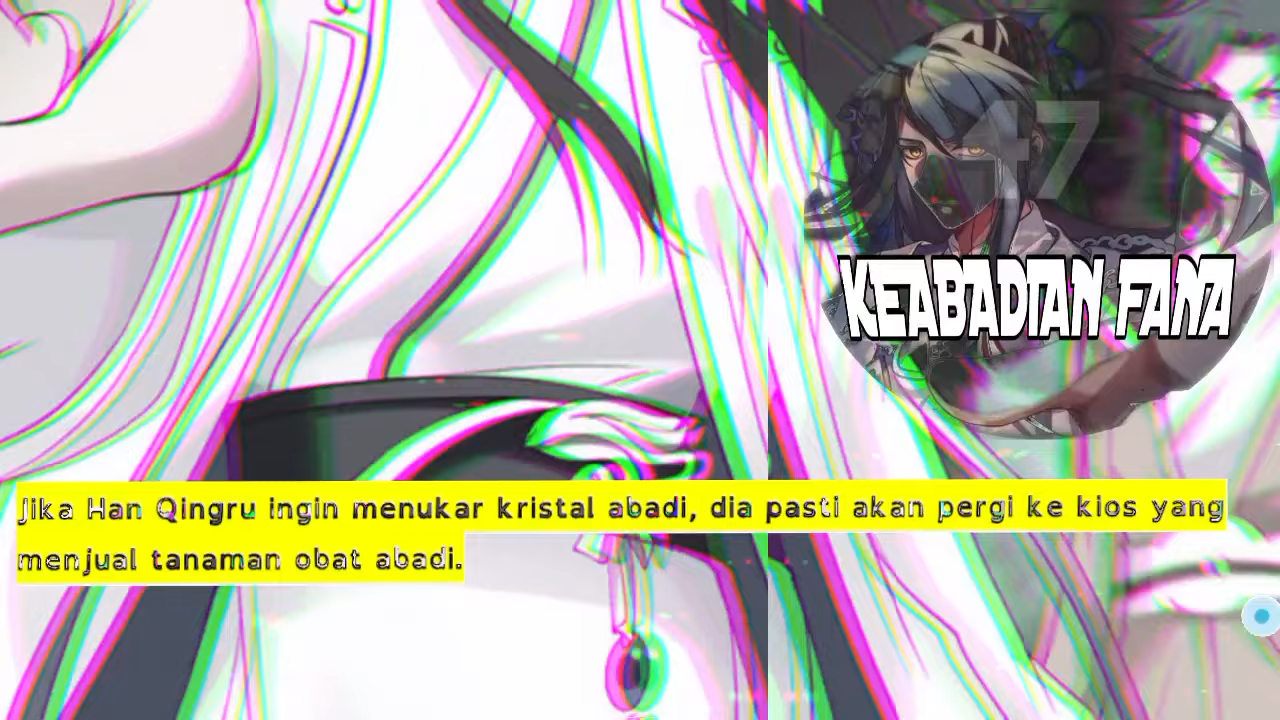 47
KEABADIAN FANA
Jika Han Qingru ingin menukar kristal abadi, dia pasti akan pergi ke kios yang
menjual tanaman obat abadi.